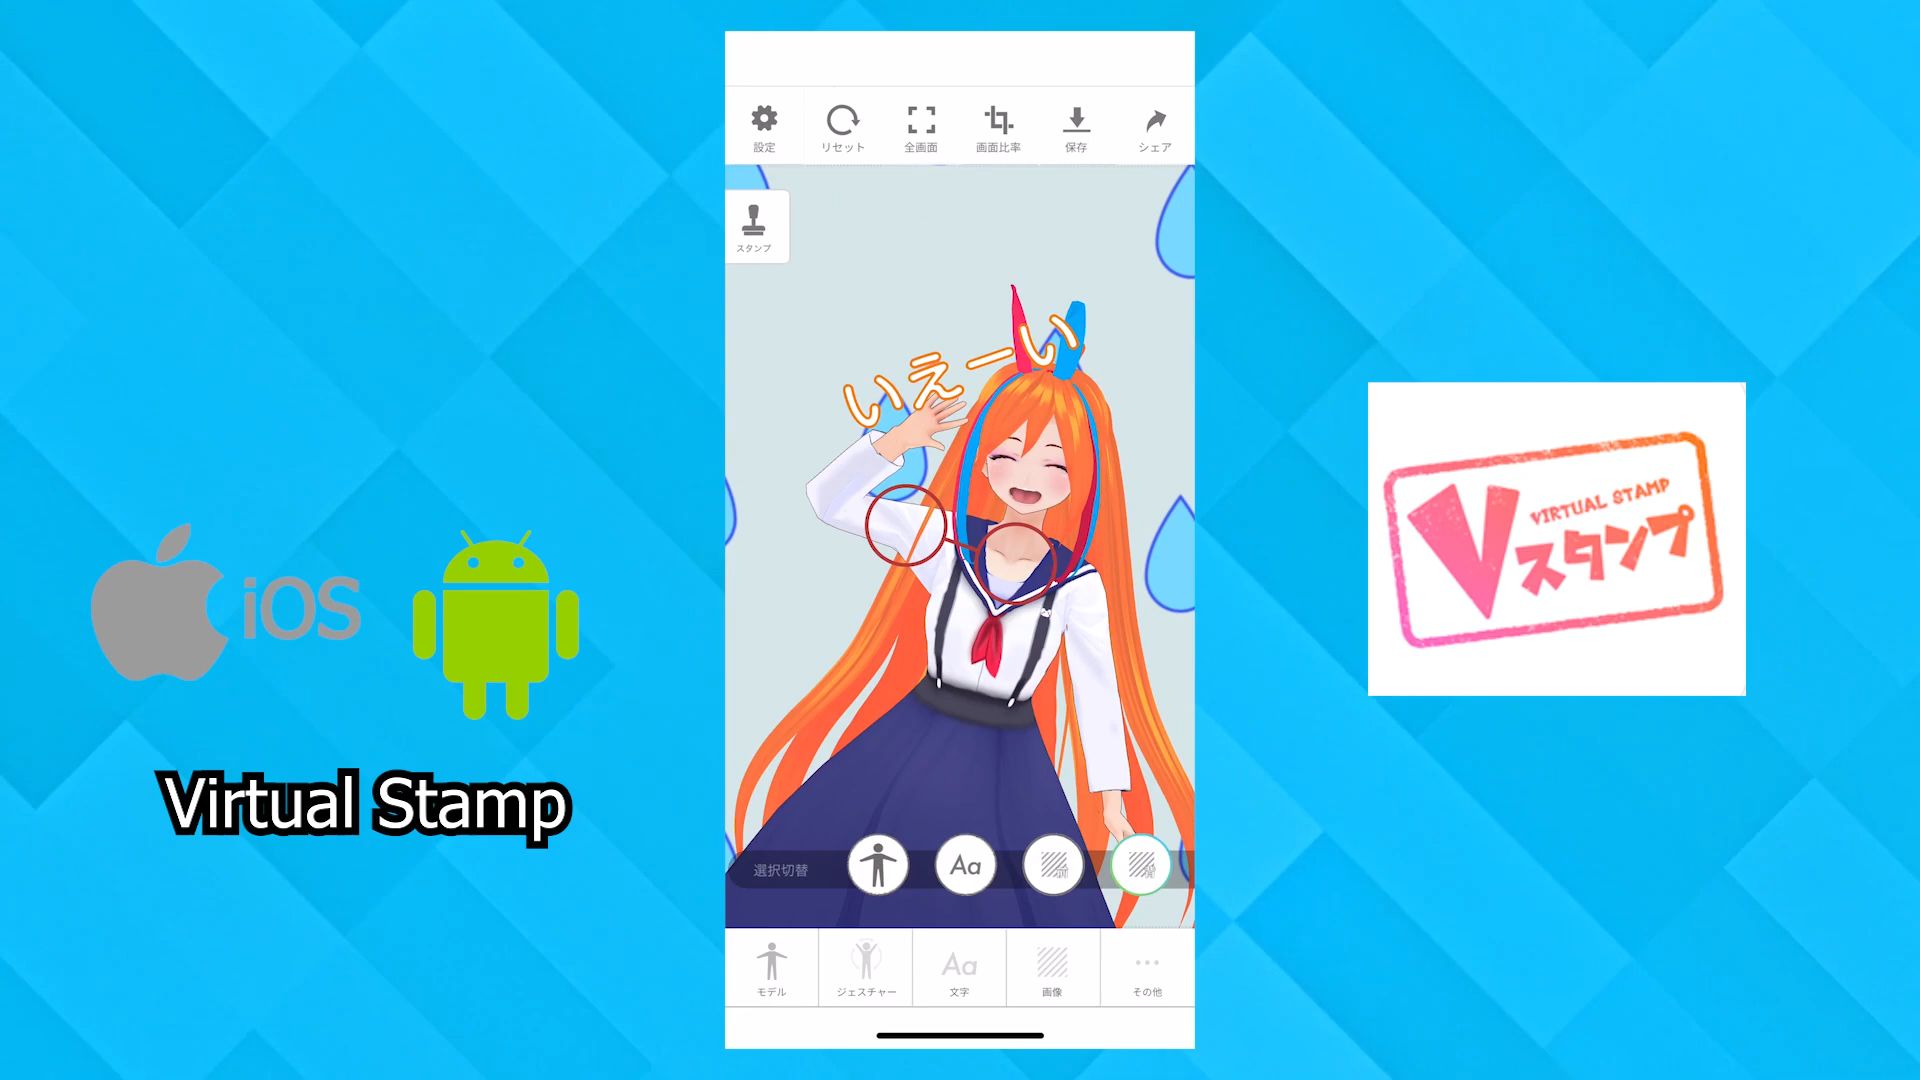 設定
リセット
全画面
画面比率
保存
シェア
スタンプ
いえーい
VIRTUAL STAMP
Vスタンプ
iOS
Virtual Stamp
選択切替
Aa
モデル
ジェスチャー
Aa
文字
画像
その他